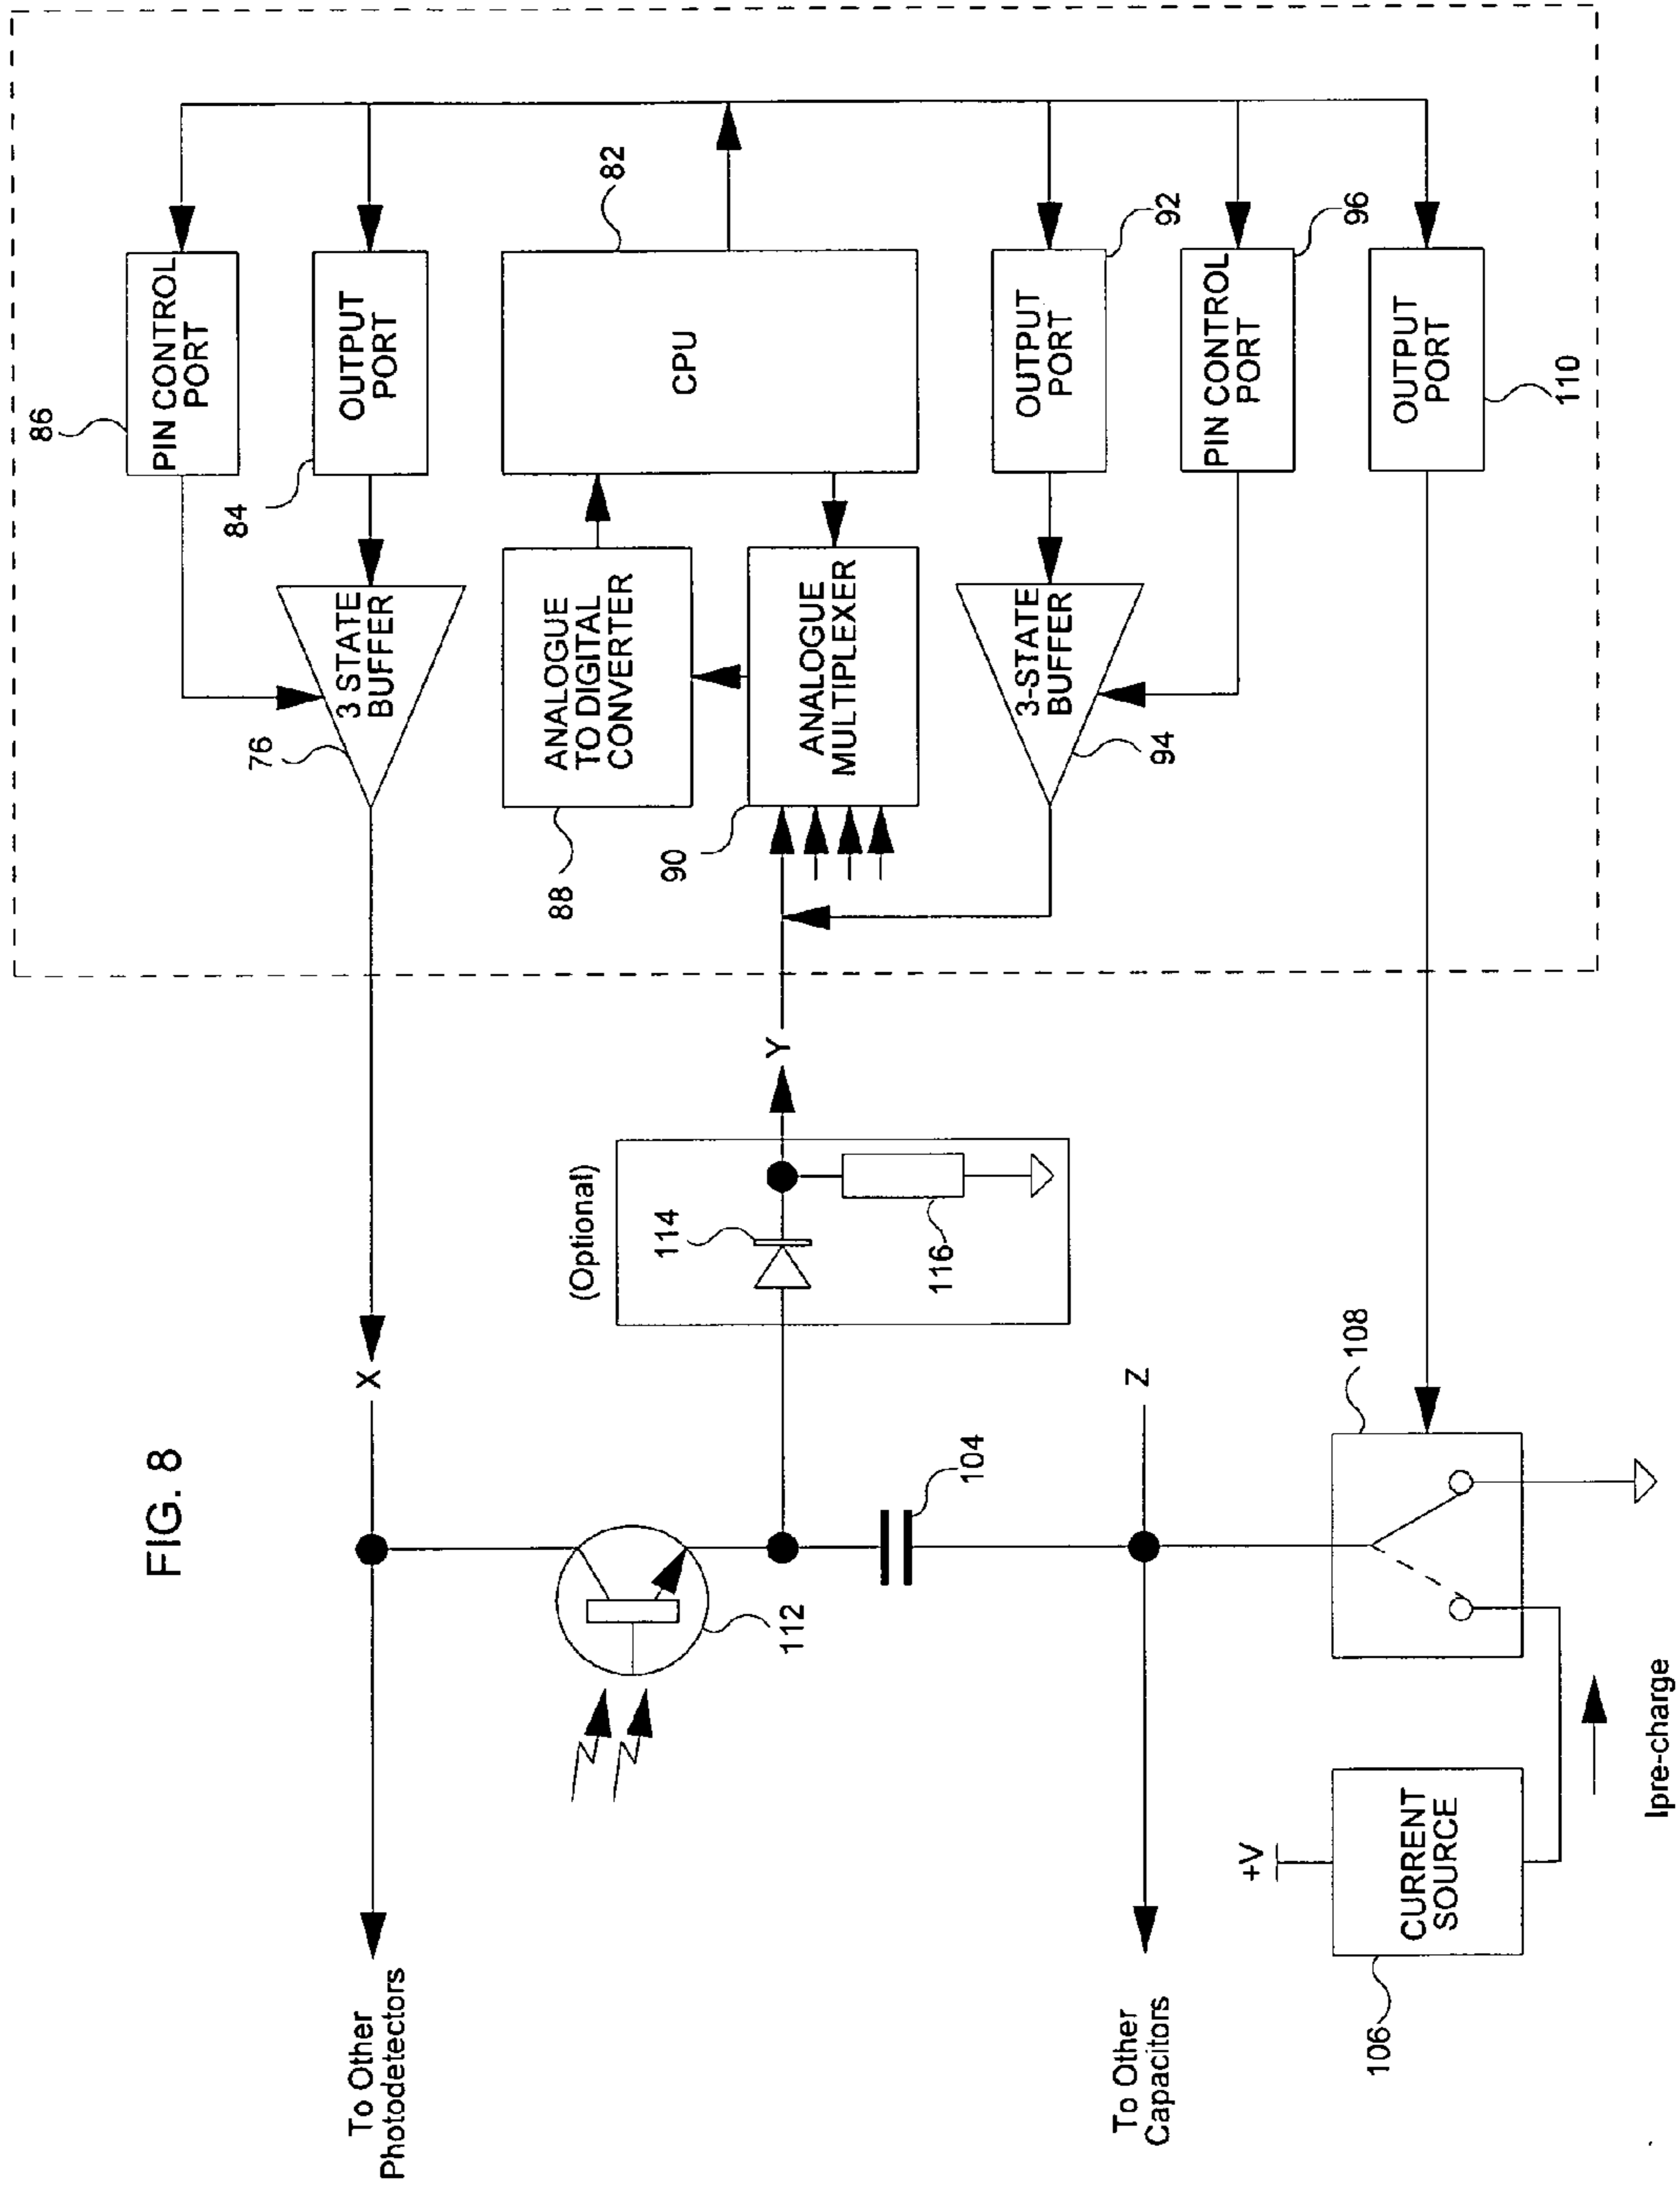 FIG. 8
86
PIN CONTROL
PORT
84
OUTPUT
PORT
82
CPU
92
OUTPUT
PORT
96
PIN CONTROL
PORT
110
OUTPUT
PORT
76
3 STATE
BUFFER
88
ANALOGUE
TO DIGITAL
CONVERTER
90
ANALOGUE
MULTIPLEXER
94
3-STATE
BUFFER
X
Y
Z
(Optional)
114
116
104
112
108
To Other
Photodetectors
To Other
Capacitors
+V
CURRENT
SOURCE
106
Ipre-charge